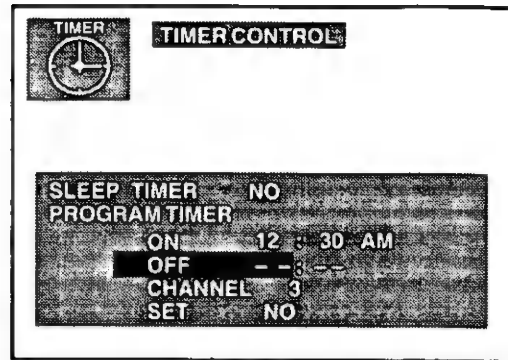 TIMER
TIMER CONTROL
SLEEP TIMER NO
PROGRAM TIMER
ON 12 : 30 AM
OFF - - : - -
CHANNEL 3
SET NO